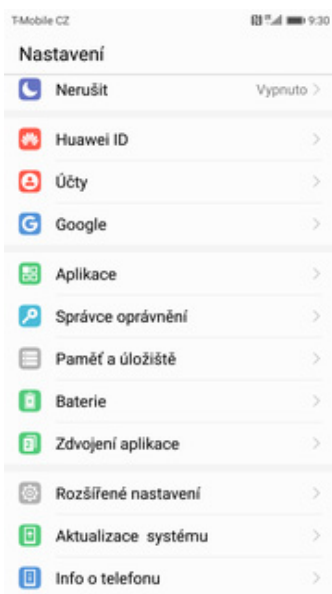 T-Mobile CZ 9:30
Nastavení
Nerušit Vypnuto
Huawei ID
Účty
Google
Aplikace
Správce oprávnění
Paměť a úložiště
Baterie
Zdvojení aplikace
Rozšířené nastavení
Aktualizace systému
Info o telefonu